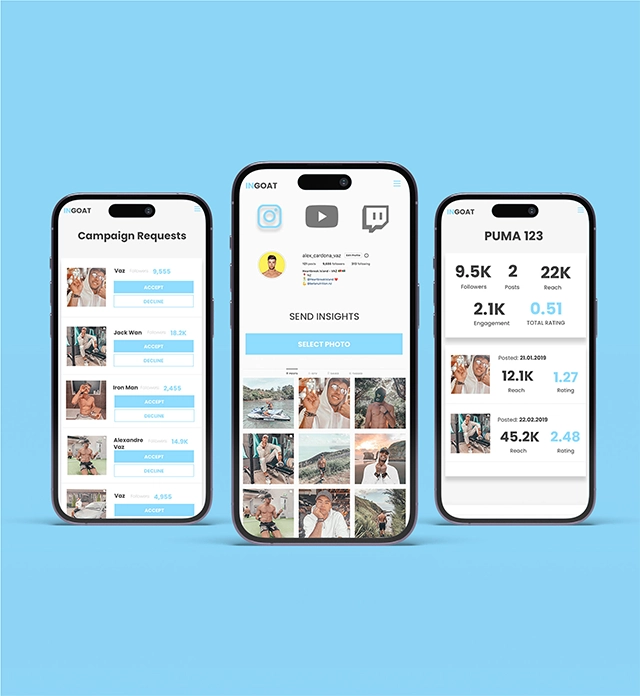 INGOAT
Campaign Requests
Vaz Followers 9,555
ACCEPT
DECLINE
Jack Wan Followers 18.2K
ACCEPT
DECLINE
Iron Man Followers 2,455
ACCEPT
DECLINE
Alexandre Vaz Followers 14.9K
ACCEPT
DECLINE
Vaz Followers 4,955
ACCEPT
INGOAT
alex_cardona_vaz Edit Profile
SEND INSIGHTS
SELECT PHOTO
INGOAT
PUMA 123
9.5K 2 22K
Followers Posts Reach
2.1K 0.51
Engagement TOTAL RATING
Posted: 21.01.2019
12.1K 1.27
Reach Rating
Posted: 22.02.2019
45.2K 2.48
Reach Rating